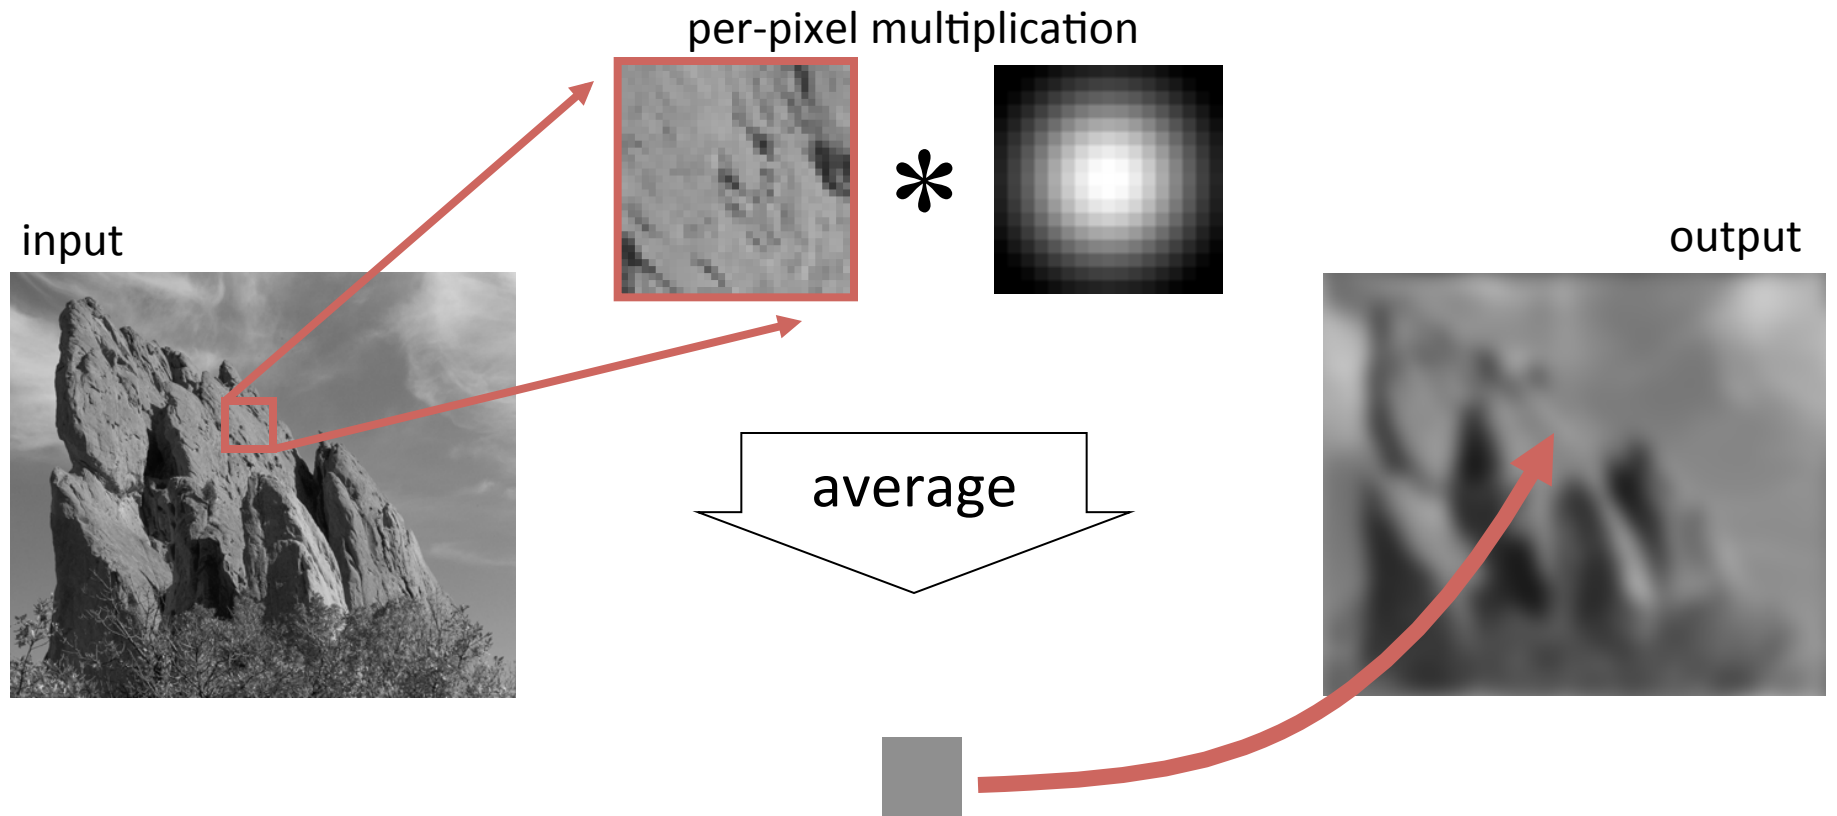 per-pixel multiplication
*
input
output
average